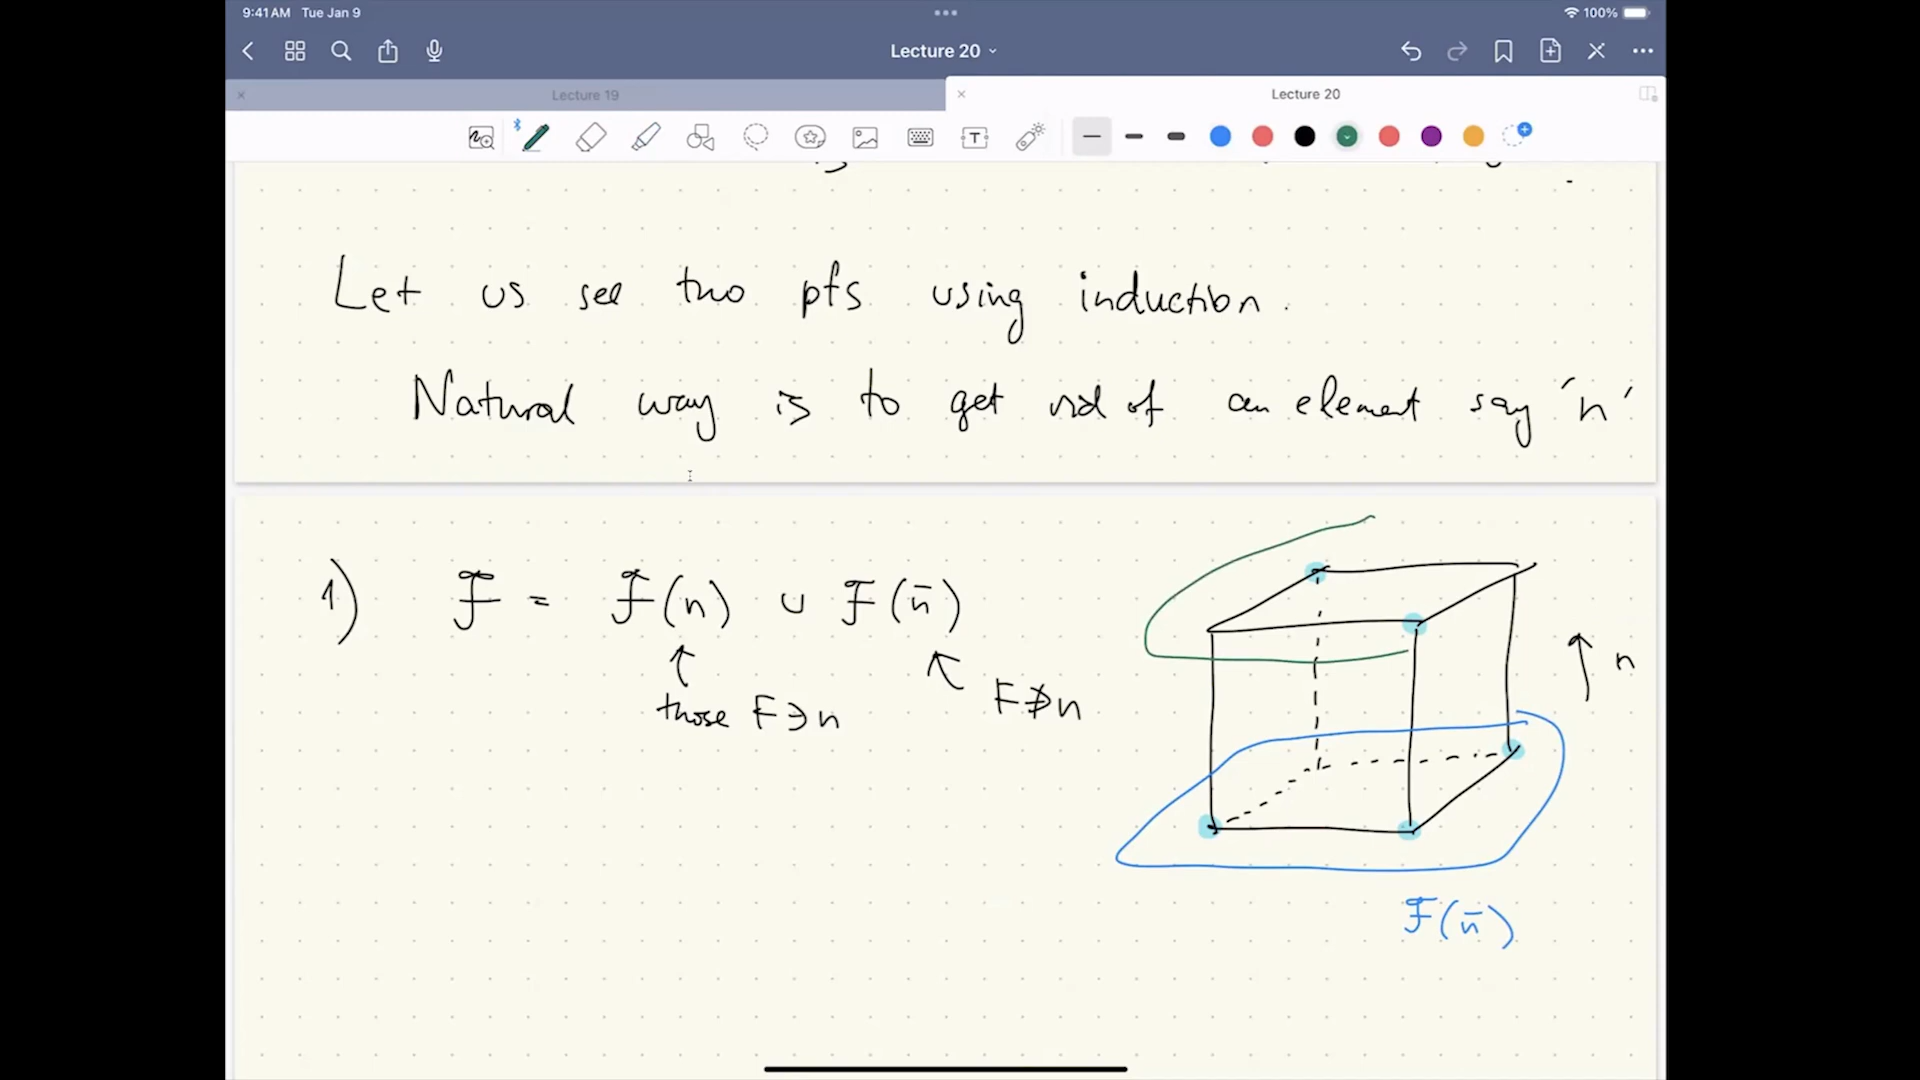 9:41 AM Tue Jan 9
100%
Lecture 20
Lecture 19
Lecture 20
Let us see two pfs using induction.
Natural way is to get rid of an element say 'n'
1) ℱ = ℱ(n) ∪ ℱ(n̄)
those F∋n
F∌n
n
ℱ(n̄)